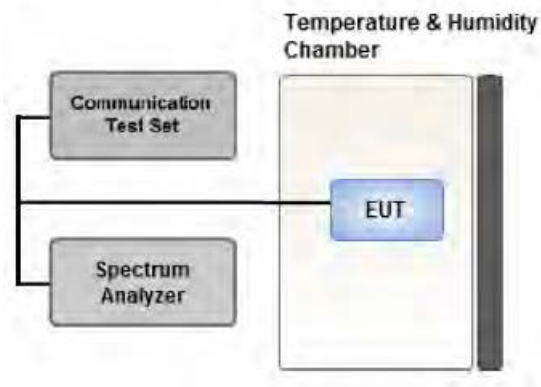 Temperature & Humidity
Chamber
Communication
Test Set
EUT
Spectrum
Analyzer